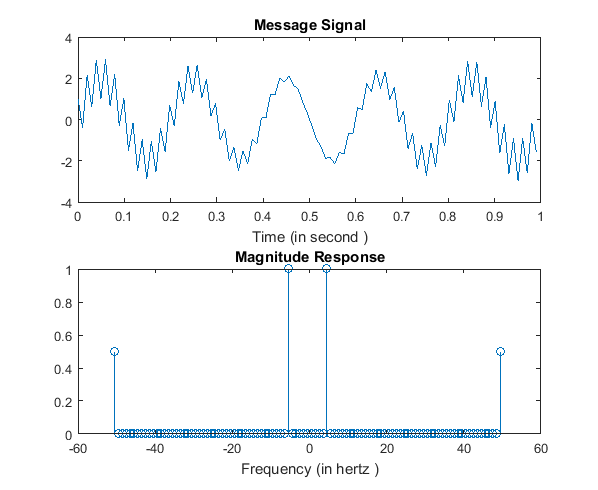 Message Signal
4
2
0
-2
-4
0 0.1 0.2 0.3 0.4 0.5 0.6 0.7 0.8 0.9 1
Time (in second )
Magnitude Response
1
0.8
0.6
0.4
0.2
0
-60 -40 -20 0 20 40 60
Frequency (in hertz )